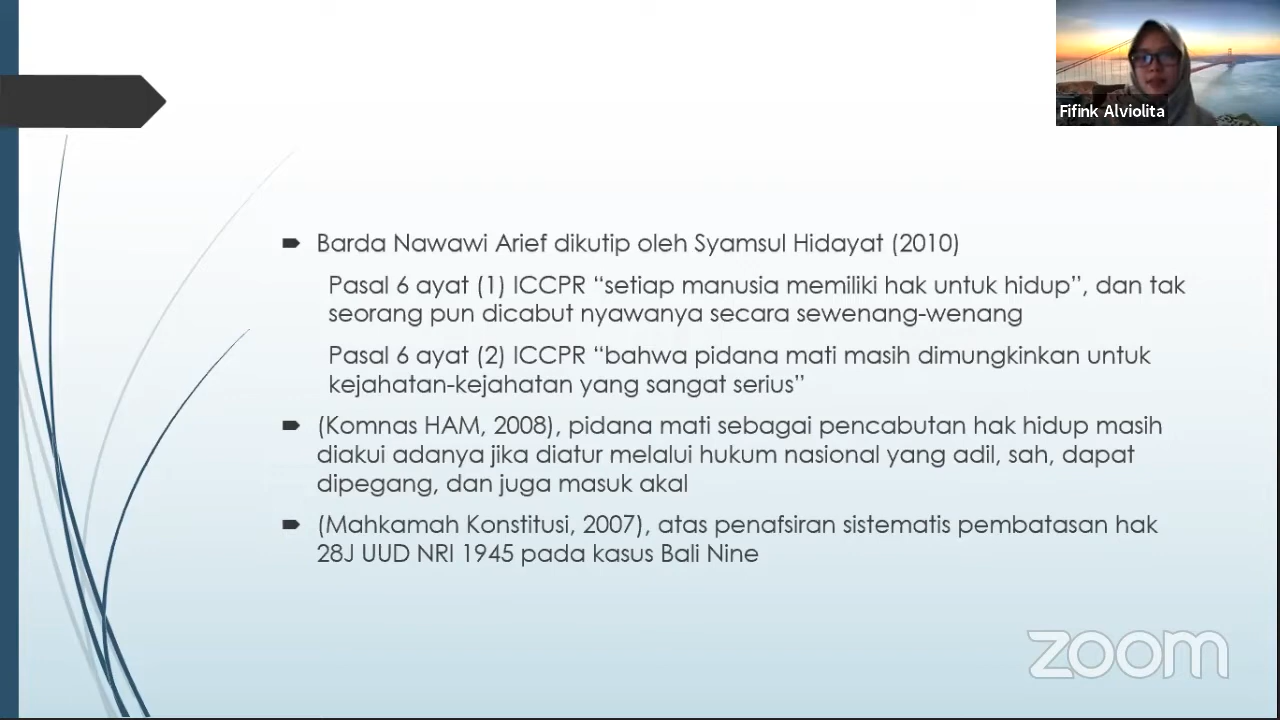 Fifink Alviolita
Barda Nawawi Arief dikutip oleh Syamsul Hidayat (2010)
Pasal 6 ayat (1) ICCPR “setiap manusia memiliki hak untuk hidup”, dan tak
seorang pun dicabut nyawanya secara sewenang-wenang
Pasal 6 ayat (2) ICCPR “bahwa pidana mati masih dimungkinkan untuk
kejahatan-kejahatan yang sangat serius”
(Komnas HAM, 2008), pidana mati sebagai pencabutan hak hidup masih
diakui adanya jika diatur melalui hukum nasional yang adil, sah, dapat
dipegang, dan juga masuk akal
(Mahkamah Konstitusi, 2007), atas penafsiran sistematis pembatasan hak
28J UUD NRI 1945 pada kasus Bali Nine
zoom